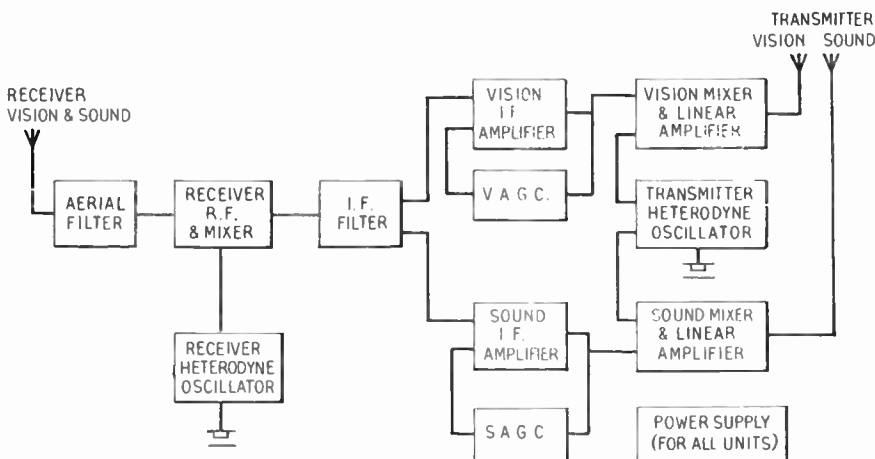 TRANSMITTER
VISION SOUND
RECEIVER
VISION & SOUND
AERIAL
FILTER
RECEIVER
R.F.
& MIXER
I.F.
FILTER
RECEIVER
HETERODYNE
OSCILLATOR
VISION
I F
AMPLIFIER
V A G C.
VISION MIXER
& LINEAR
AMPLIFIER
TRANSMITTER
HETERODYNE
OSCILLATOR
SOUND
I.F.
AMPLIFIER
S A G C
SOUND MIXER
& LINEAR
AMPLIFIER
POWER SUPPLY
(FOR ALL UNITS)